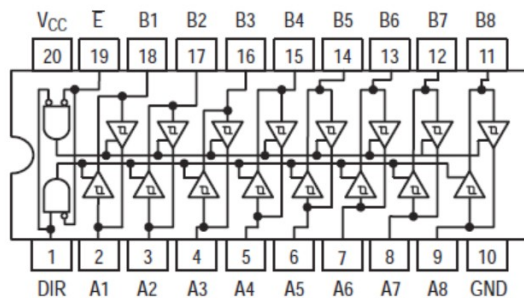 V_CC E̅ B1 B2 B3 B4 B5 B6 B7 B8
20 19 18 17 16 15 14 13 12 11
1 2 3 4 5 6 7 8 9 10
DIR A1 A2 A3 A4 A5 A6 A7 A8 GND